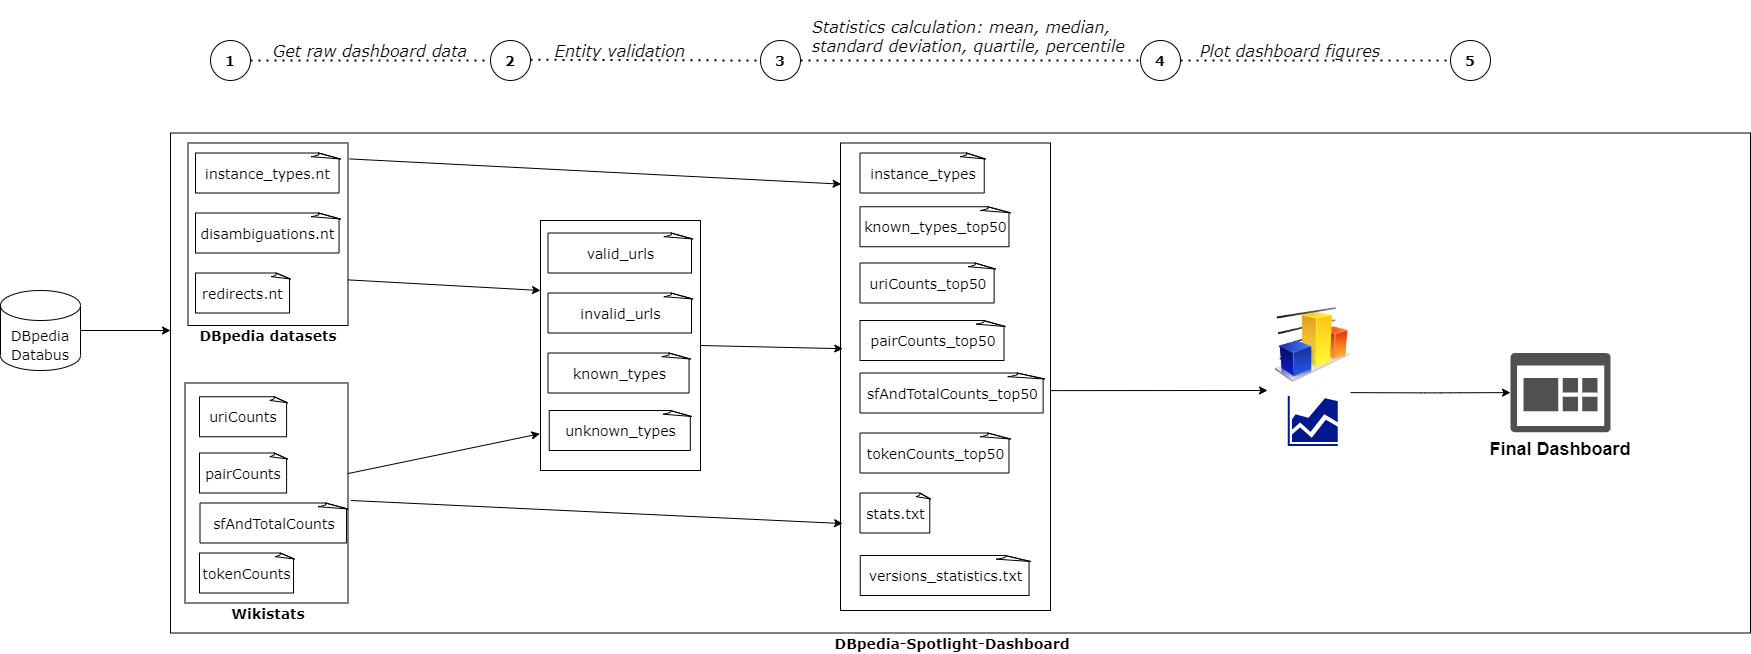 Statistics calculation: mean, median,
standard deviation, quartile, percentile
1
Get raw dashboard data
2
Entity validation
3
4
Plot dashboard figures
5
DBpedia
Databus
instance_types.nt
disambiguations.nt
redirects.nt
DBpedia datasets
uriCounts
pairCounts
sfAndTotalCounts
tokenCounts
Wikistats
valid_urls
invalid_urls
known_types
unknown_types
instance_types
known_types_top50
uriCounts_top50
pairCounts_top50
sfAndTotalCounts_top50
tokenCounts_top50
stats.txt
versions_statistics.txt
Final Dashboard
DBpedia-Spotlight-Dashboard